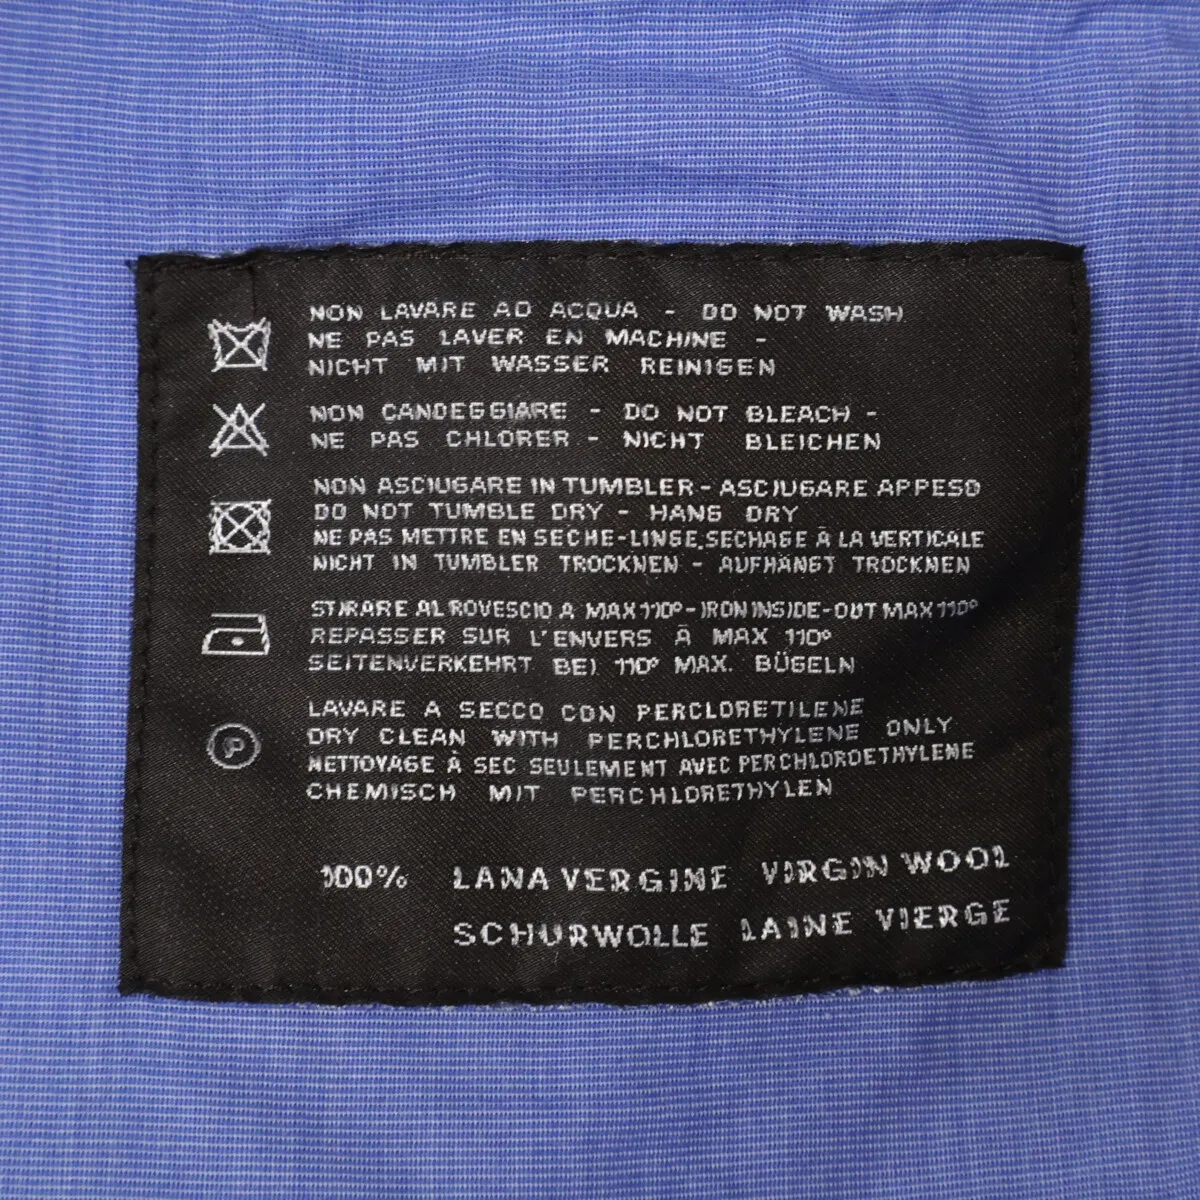 NON LAVARE AD ACQUA - DO NOT WASH
NE PAS LAVER EN MACHINE -
NICHT MIT WASSER REINIGEN
NON CANDEGGIARE - DO NOT BLEACH -
NE PAS CHLORER - NICHT BLEICHEN
NON ASCIUGARE IN TUMBLER - ASCIUGARE APPESO
DO NOT TUMBLE DRY - HANG DRY
NE PAS METTRE EN SECHE-LINGE, SECHAGE À LA VERTICALE
NICHT IN TUMBLER TROCKNEN - AUFHÄNGT TROCKNEN
STIRARE AL ROVESCIO A MAX 110° - IRON INSIDE-OUT MAX 110°
REPASSER SUR L'ENVERS À MAX 110°
SEITENVERKEHRT BEI 110° MAX. BÜGELN
LAVARE A SECCO CON PERCLORETILENE
DRY CLEAN WITH PERCHLORETHYLENE ONLY
NETTOYAGE À SEC SEULEMENT AVEC PERCHLOROETHYLENE
P
CHEMISCH MIT PERCHLORETHYLEN
100% LANA VERGINE VIRGIN WOOL
SCHURWOLLE LAINE VIERGE